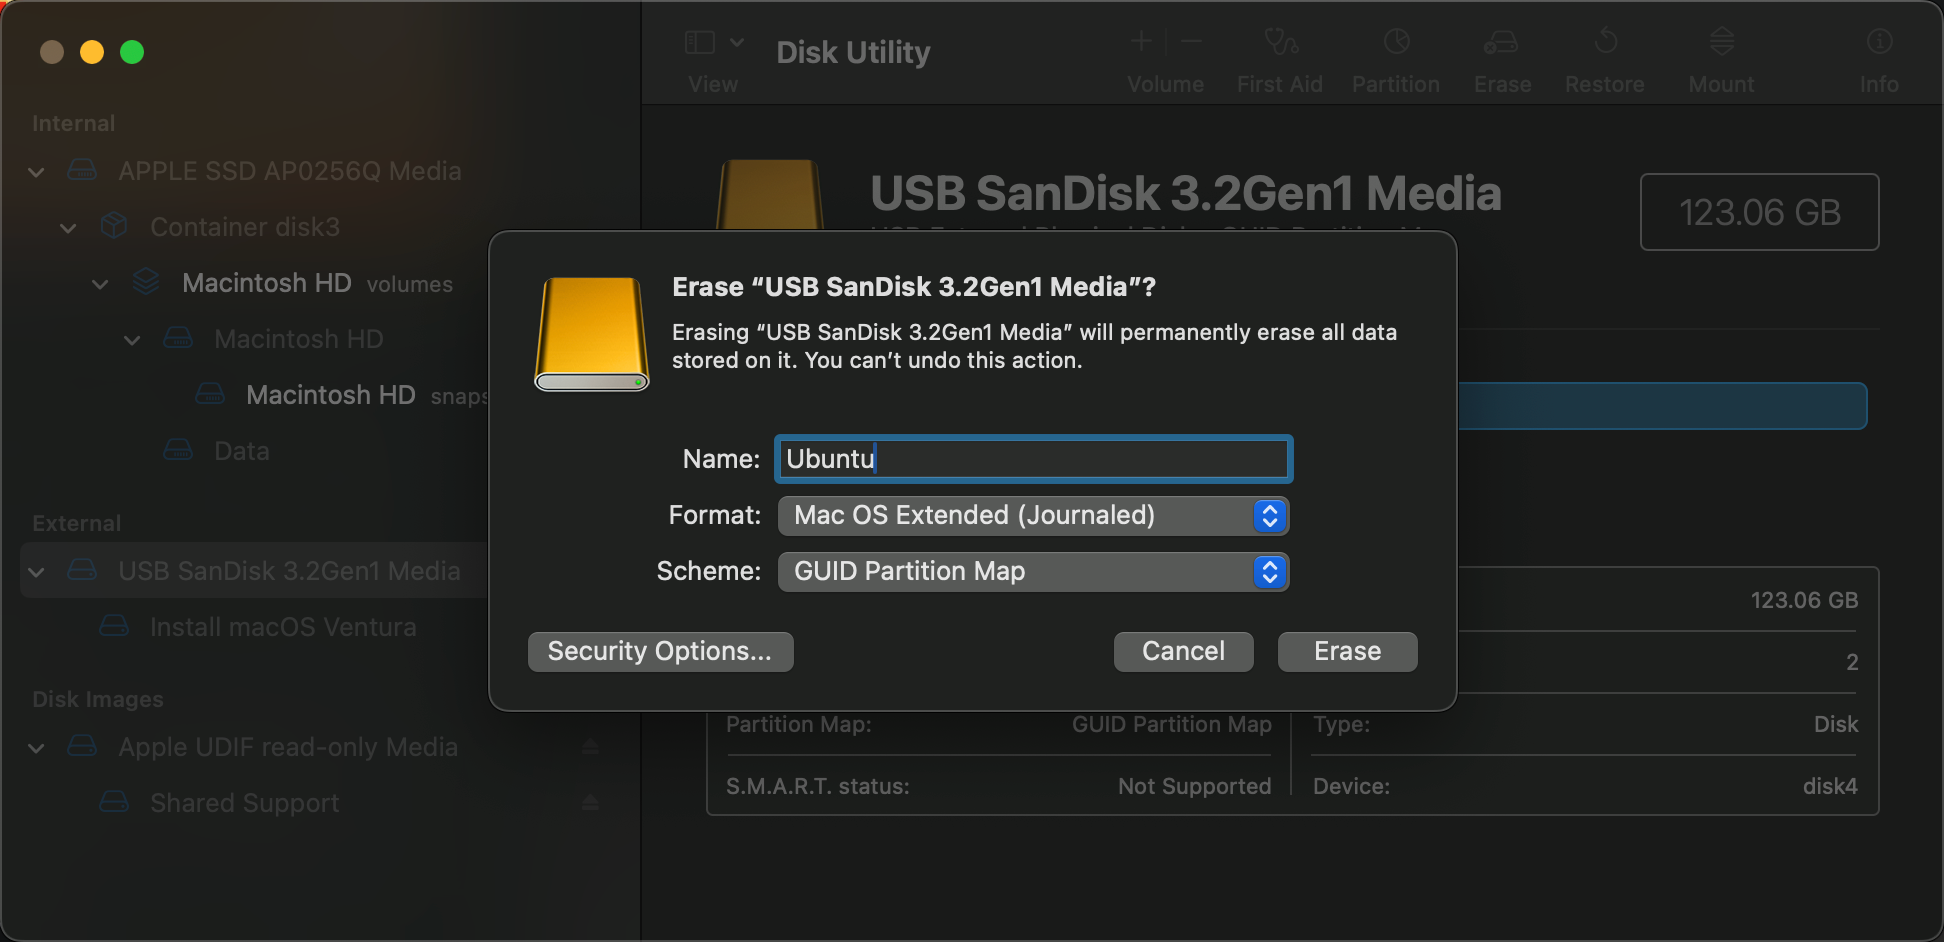 View
Disk Utility
Volume
First Aid
Partition
Erase
Restore
Mount
Info
Internal
APPLE SSD AP0256Q Media
Container disk3
Macintosh HD volumes
Macintosh HD
Macintosh HD snaps
Data
External
USB SanDisk 3.2Gen1 Media
Install macOS Ventura
Disk Images
Apple UDIF read-only Media
Shared Support
USB SanDisk 3.2Gen1 Media
123.06 GB
Erase “USB SanDisk 3.2Gen1 Media”?
Erasing “USB SanDisk 3.2Gen1 Media” will permanently erase all data
stored on it. You can’t undo this action.
Name: Ubuntu
Format: Mac OS Extended (Journaled)
Scheme: GUID Partition Map
Security Options...
Cancel
Erase
123.06 GB
2
Partition Map: GUID Partition Map
Type: Disk
S.M.A.R.T. status: Not Supported
Device: disk4